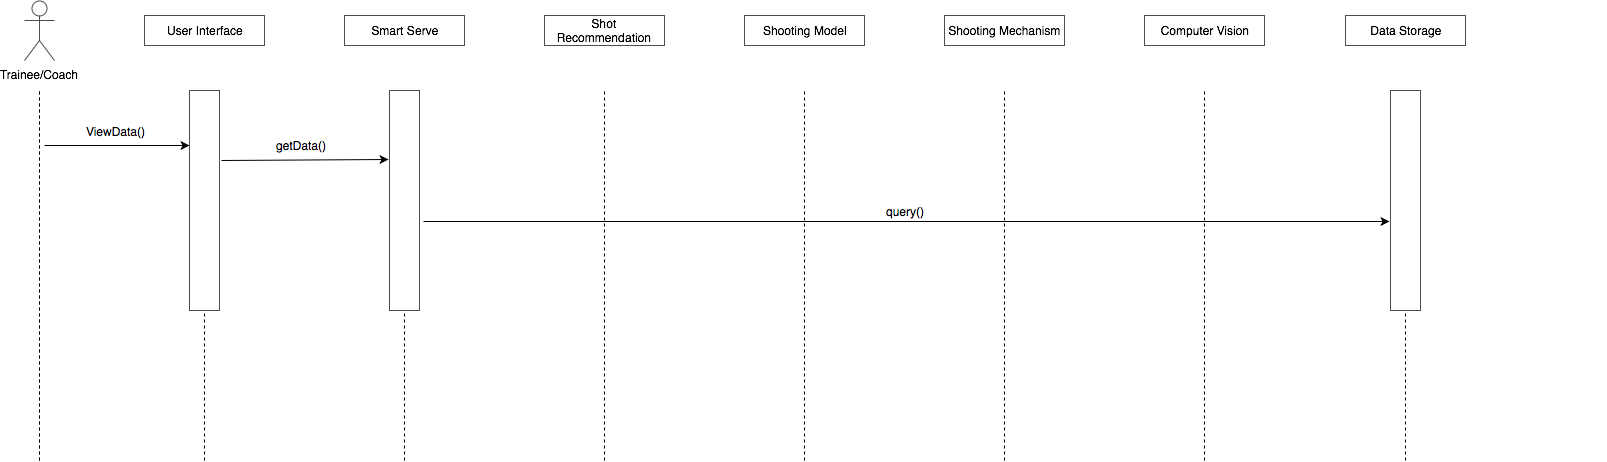 User Interface
Smart Serve
Shot
Recommendation
Shooting Model
Shooting Mechanism
Computer Vision
Data Storage
Trainee/Coach
ViewData()
getData()
query()